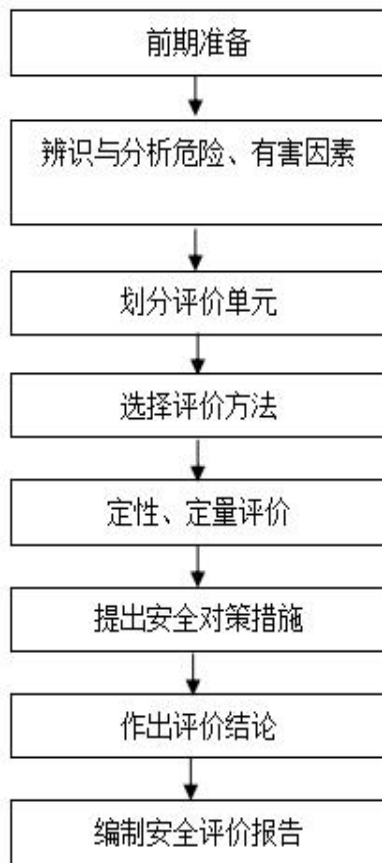 前期准备
辨识与分析危险、有害因素
划分评价单元
选择评价方法
定性、定量评价
提出安全对策措施
作出评价结论
编制安全评价报告